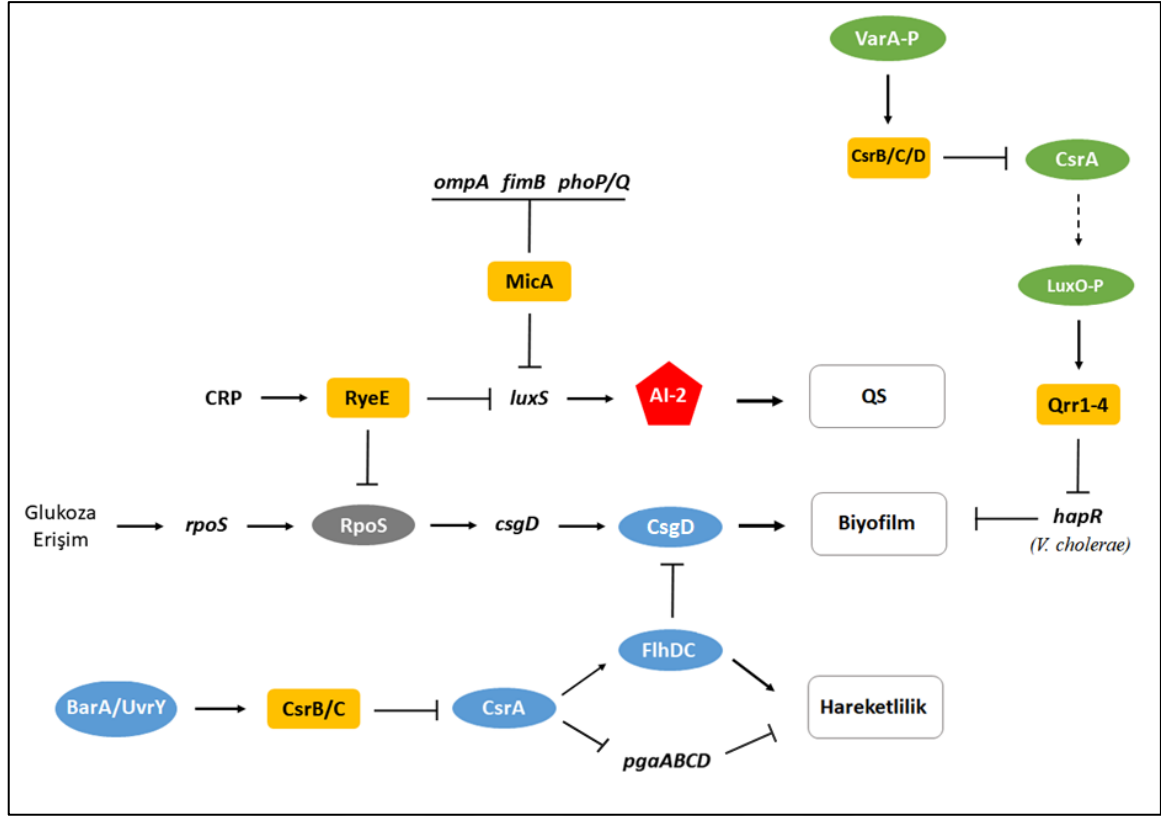 VarA-P
CsrB/C/D
CsrA
ompA fimB phoP/Q
MicA
LuxO-P
CRP
RyeE
luxS
AI-2
QS
Qrr1-4
Glukoza
Erişim
rpoS
RpoS
csgD
CsgD
Biyofilm
hapR
(V. cholerae)
FlhDC
BarA/UvrY
CsrB/C
CsrA
Hareketlilik
pgaABCD